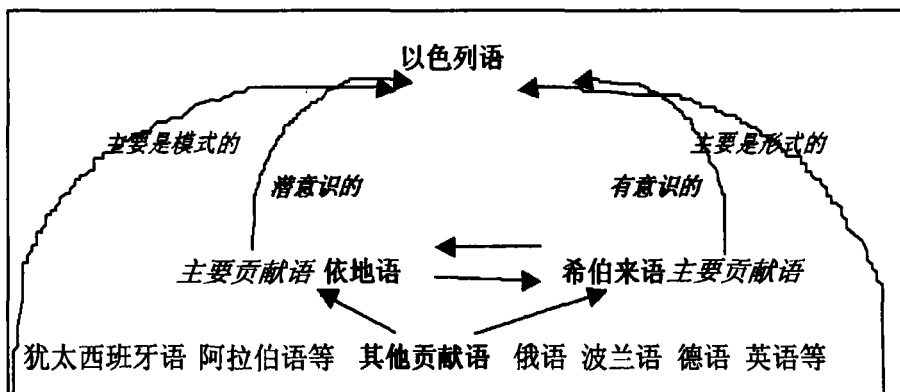 以色列语
主要是模式的 主要是形式的
潜意识的 有意识的
主要贡献语 依地语 希伯来语 主要贡献语
犹太西班牙语 阿拉伯语等 其他贡献语 俄语 波兰语 德语 英语等